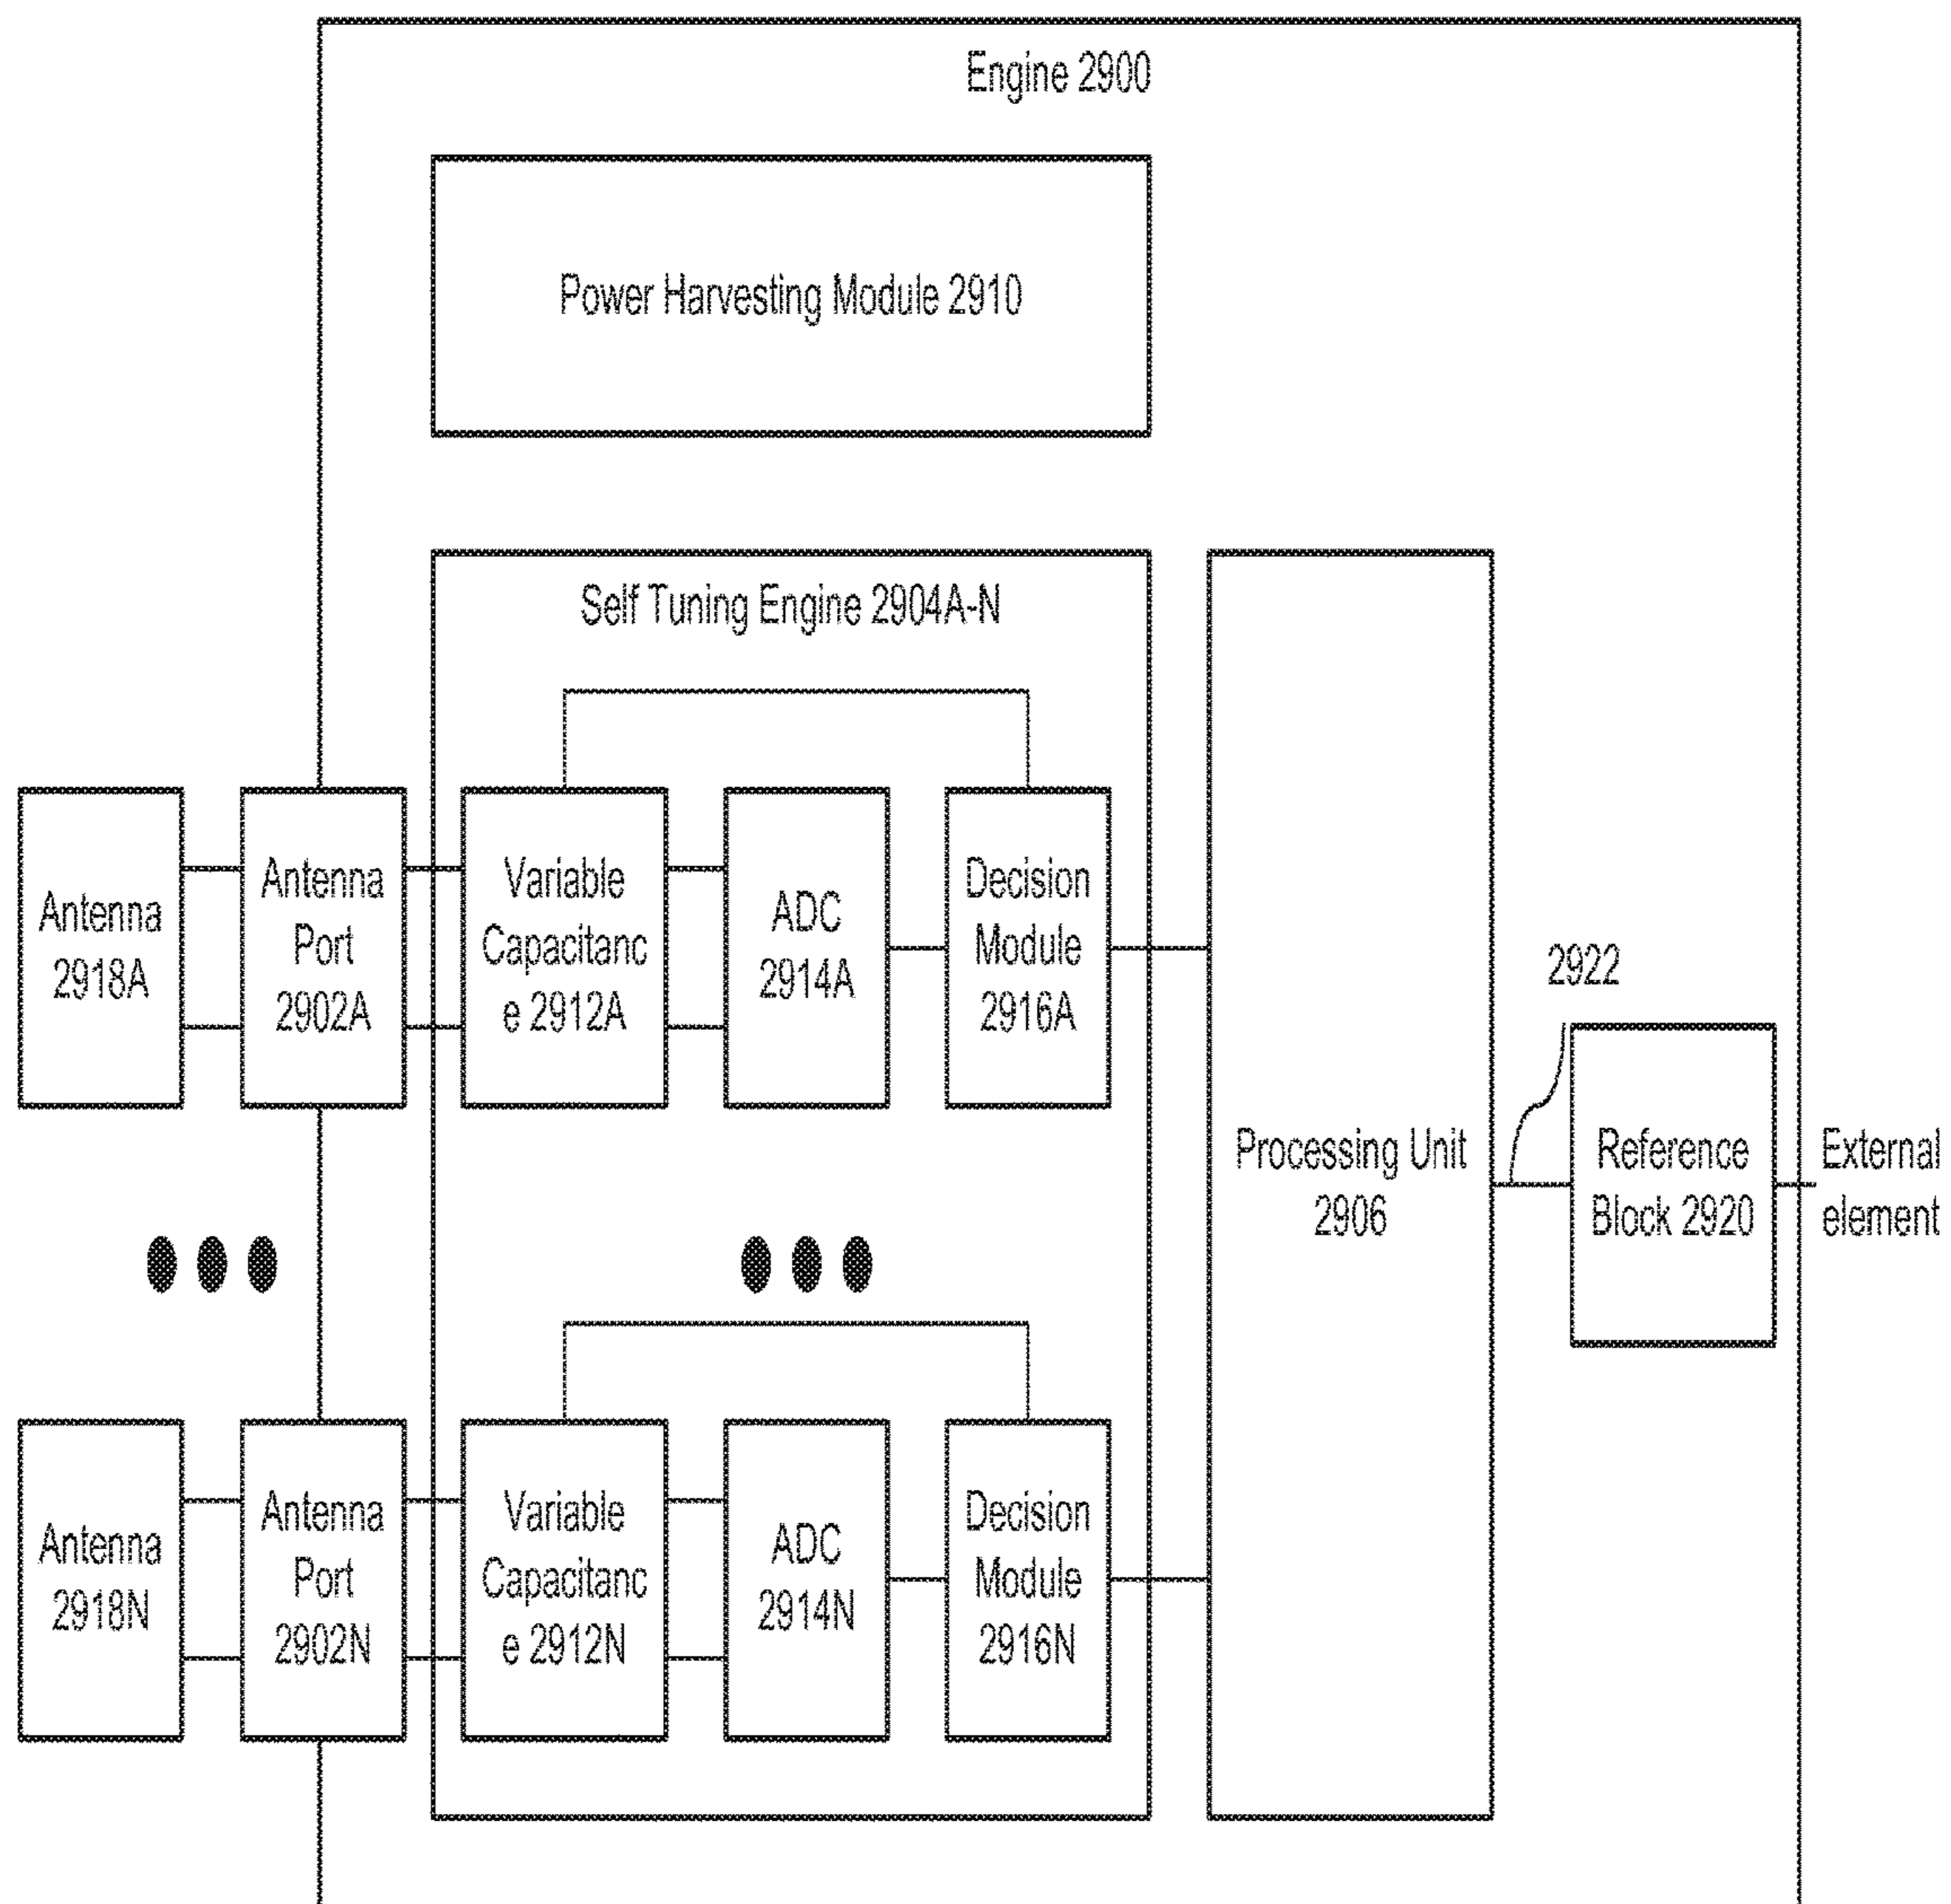 Engine 2900
Power Harvesting Module 2910
Self Tuning Engine 2904A-N
Antenna
2918A
Antenna
Port
2902A
Variable
Capacitanc
e 2912A
ADC
2914A
Decision
Module
2916A
2922
Processing Unit
2906
Reference
Block 2920
External
element
Antenna
2918N
Antenna
Port
2902N
Variable
Capacitanc
e 2912N
ADC
2914N
Decision
Module
2916N